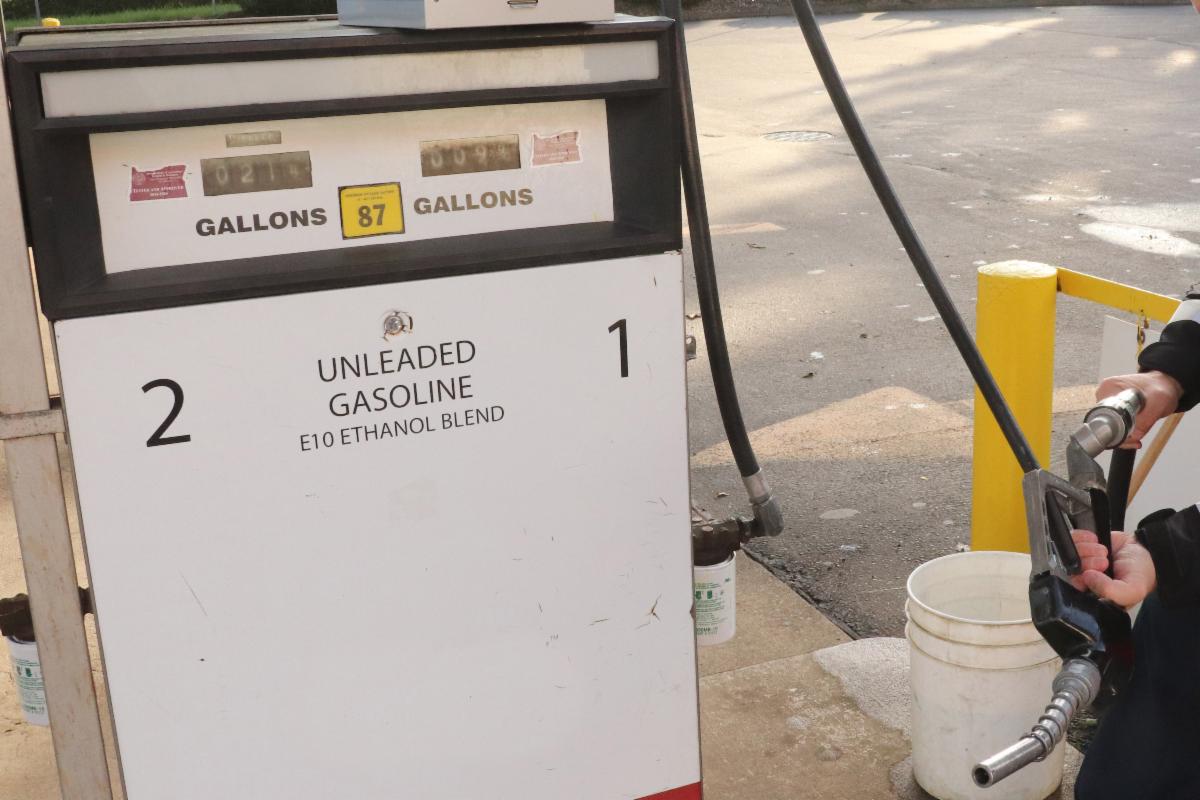 GALLONS
87
GALLONS
2
UNLEADED
GASOLINE
E10 ETHANOL BLEND
1